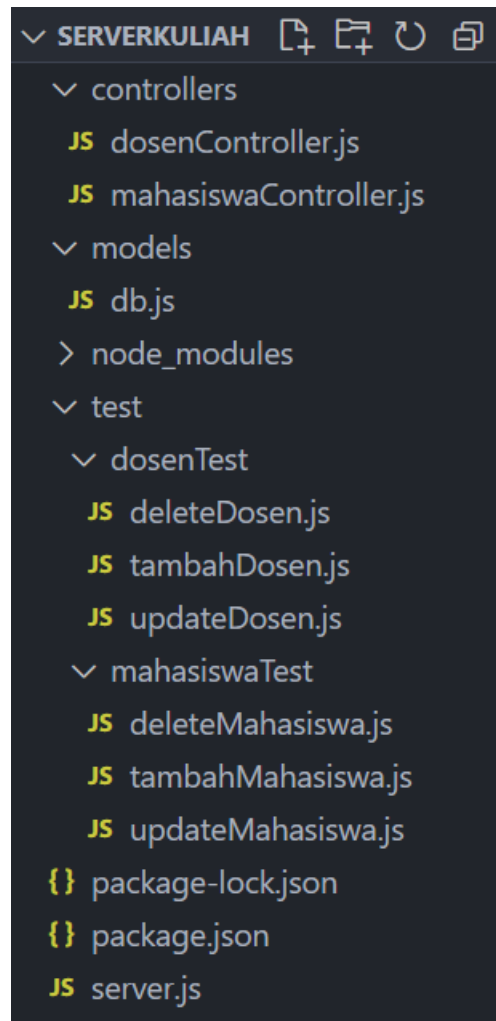 SERVERKULIAH
controllers
JS dosenController.js
JS mahasiswaController.js
models
JS db.js
node_modules
test
dosenTest
JS deleteDosen.js
JS tambahDosen.js
JS updateDosen.js
mahasiswaTest
JS deleteMahasiswa.js
JS tambahMahasiswa.js
JS updateMahasiswa.js
{} package-lock.json
{} package.json
JS server.js